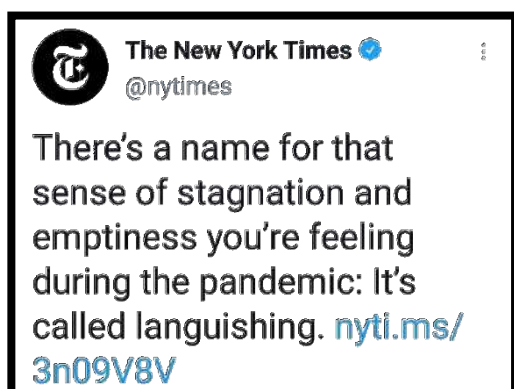 The New York Times
@nytimes
There's a name for that
sense of stagnation and
emptiness you're feeling
during the pandemic: It's
called languishing. nyti.ms/
3n09V8V